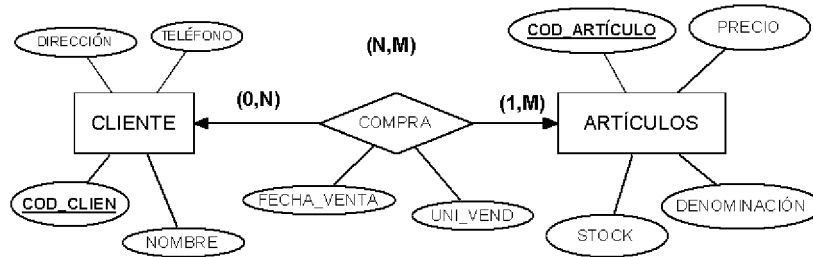 DIRECCIÓN
TELÉFONO
(N,M)
COD_ARTÍCULO
PRECIO
(0,N)
(1,M)
CLIENTE
COMPRA
ARTÍCULOS
COD_CLIEN
FECHA_VENTA
UNI_VEND
DENOMINACIÓN
NOMBRE
STOCK